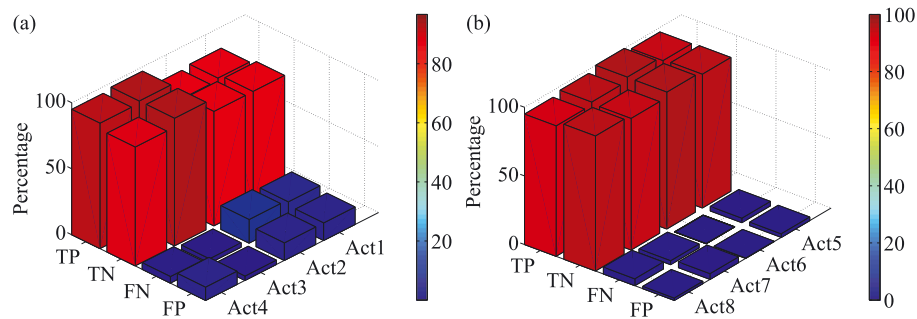 (a)
Percentage
100
50
0
TP
TN
FN
FP
Act4
Act3
Act2
Act1
80
60
40
20
(b)
Percentage
100
50
0
TP
TN
FN
FP
Act8
Act7
Act6
Act5
100
80
60
40
20
0